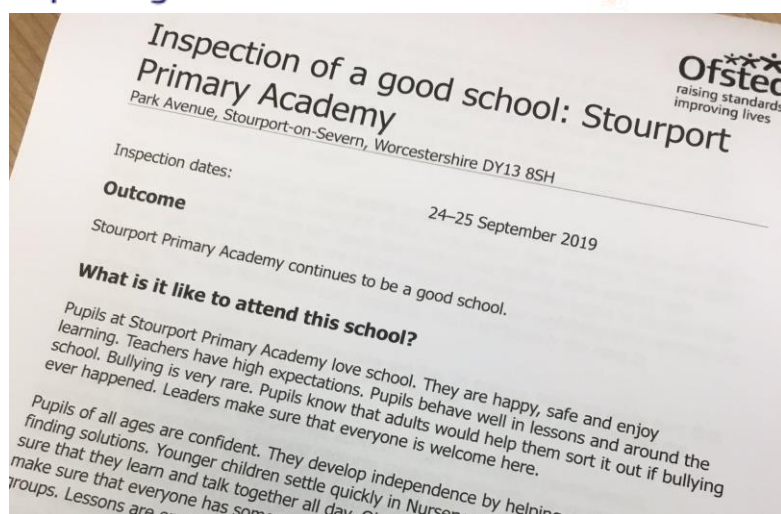 Inspection of a good school: Stourport
Primary Academy
Park Avenue, Stourport-on-Severn, Worcestershire DY13 8SH
Ofsted
raising standards
improving lives
Inspection dates:
24–25 September 2019
Outcome
Stourport Primary Academy continues to be a good school.
What is it like to attend this school?
Pupils at Stourport Primary Academy love school. They are happy, safe and enjoy
learning. Teachers have high expectations. Pupils behave well in lessons and around the
school. Bullying is very rare. Pupils know that adults would help them sort it out if bullying
ever happened. Leaders make sure that everyone is welcome here.
Pupils of all ages are confident. They develop independence by helping
finding solutions. Younger children settle quickly in
sure that they learn and talk together all day.
make sure that everyone has
groups. Lessons are